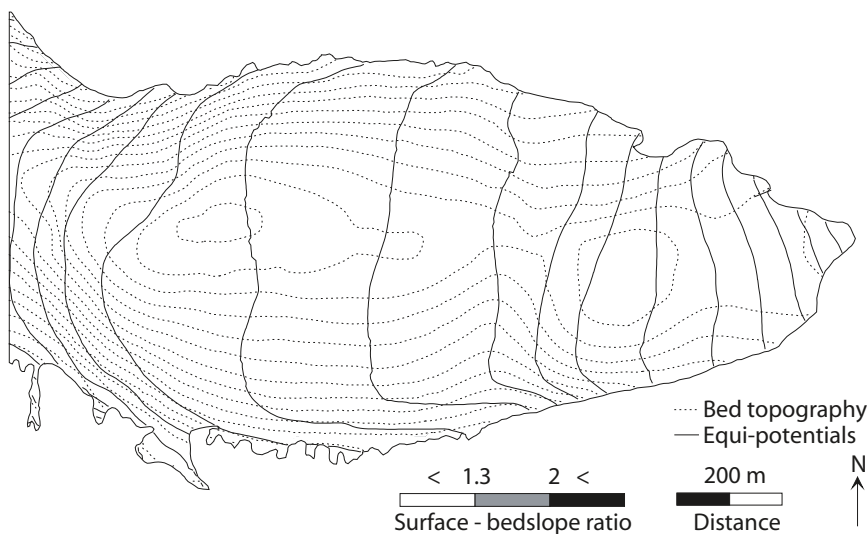 Bed topography
Equi-potentials
N
< 1.3 2 <
200 m
Surface - bedslope ratio
Distance